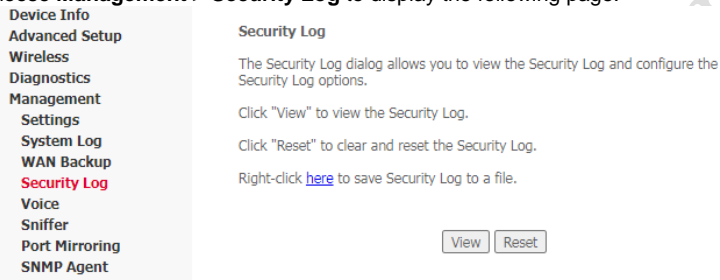 Management > Security Log to display the following page.
Device Info
Advanced Setup
Wireless
Diagnostics
Management
Settings
System Log
WAN Backup
Security Log
Voice
Sniffer
Port Mirroring
SNMP Agent
Security Log
The Security Log dialog allows you to view the Security Log and configure the
Security Log options.
Click "View" to view the Security Log.
Click "Reset" to clear and reset the Security Log.
Right-click here to save Security Log to a file.
View Reset